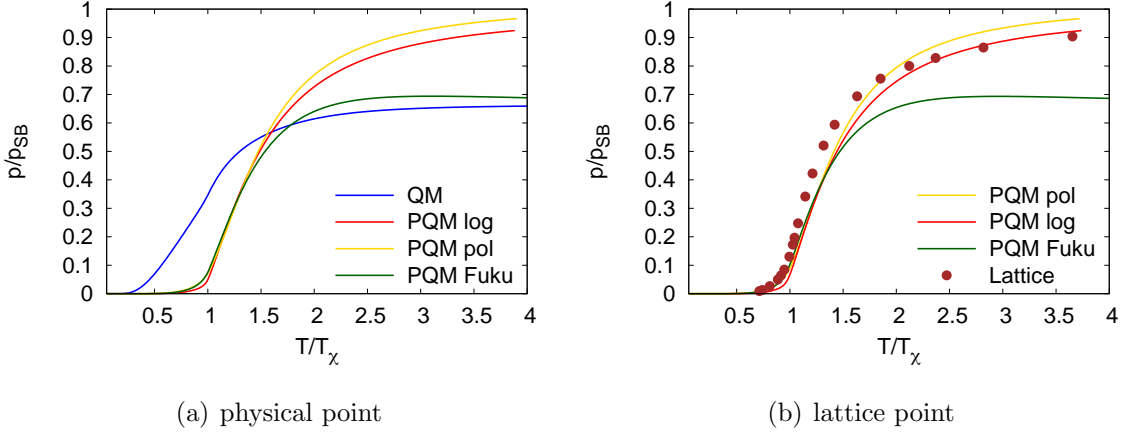 p/pSB
1
0.9
0.8
0.7
0.6
0.5
0.4
0.3
0.2
0.1
0
0.5 1 1.5 2 2.5 3 3.5 4
T/Tχ
QM
PQM log
PQM pol
PQM Fuku
(a) physical point
p/pSB
1
0.9
0.8
0.7
0.6
0.5
0.4
0.3
0.2
0.1
0
0.5 1 1.5 2 2.5 3 3.5 4
T/Tχ
PQM pol
PQM log
PQM Fuku
Lattice
(b) lattice point